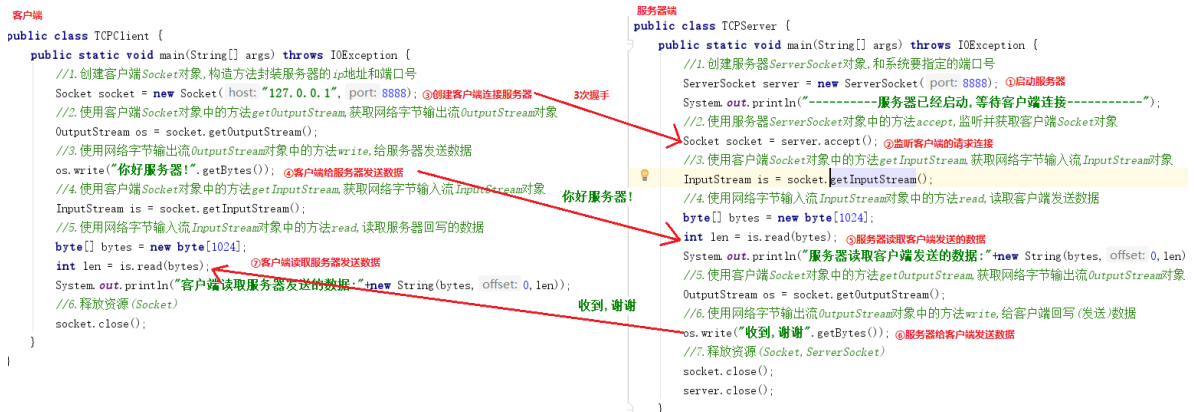 客户端
public class TCPClient {
public static void main(String[] args) throws IOException {
//1.创建客户端Socket对象,构造方法封装服务器的ip地址和端口号
Socket socket = new Socket( host: "127.0.0.1", port: 8888); ③创建客户端连接服务器
//2.使用客户端Socket对象中的方法getOutputStream,获取网络字节输出流OutputStream对象
OutputStream os = socket.getOutputStream();
//3.使用网络字节输出流OutputStream对象中的方法write,给服务器发送数据
os.write("你好服务器!".getBytes()); ④客户端给服务器发送数据
//4.使用客户端Socket对象中的方法getInputStream,获取网络字节输入流InputStream对象
InputStream is = socket.getInputStream();
//5.使用网络字节输入流InputStream对象中的方法read,读取服务器回写的数据
byte[] bytes = new byte[1024];
int len = is.read(bytes); ⑦客户端读取服务器发送数据
System.out.println("客户端读取服务器发送的数据:"+new String(bytes, offset: 0,len));
//6.释放资源(Socket)
socket.close();
}
}
3次握手
你好服务器!
收到,谢谢
服务器端
public class TCPServer {
public static void main(String[] args) throws IOException {
//1.创建服务器ServerSocket对象,和系统要指定的端口号
ServerSocket server = new ServerSocket( port: 8888); ①启动服务器
System.out.println("----------服务器已经启动,等待客户端连接-----------");
//2.使用服务器ServerSocket对象中的方法accept,监听并获取客户端Socket对象
Socket socket = server.accept(); ②监听客户端的请求连接
//3.使用客户端Socket对象中的方法getInputStream,获取网络字节输入流InputStream对象
InputStream is = socket.getInputStream();
//4.使用网络字节输入流InputStream对象中的方法read,读取客户端发送数据
byte[] bytes = new byte[1024];
int len = is.read(bytes); ⑤服务器读取客户端发送的数据
System.out.println("服务器读取客户端发送的数据:"+new String(bytes, offset: 0,len)
//5.使用客户端Socket对象中的方法getOutputStream,获取网络字节输出流OutputStream对象
OutputStream os = socket.getOutputStream();
//6.使用网络字节输出流OutputStream对象中的方法write,给客户端回写(发送)数据
os.write("收到,谢谢".getBytes()); ⑥服务器给客户端发送数据
//7.释放资源(Socket,ServerSocket)
socket.close();
server.close();
}